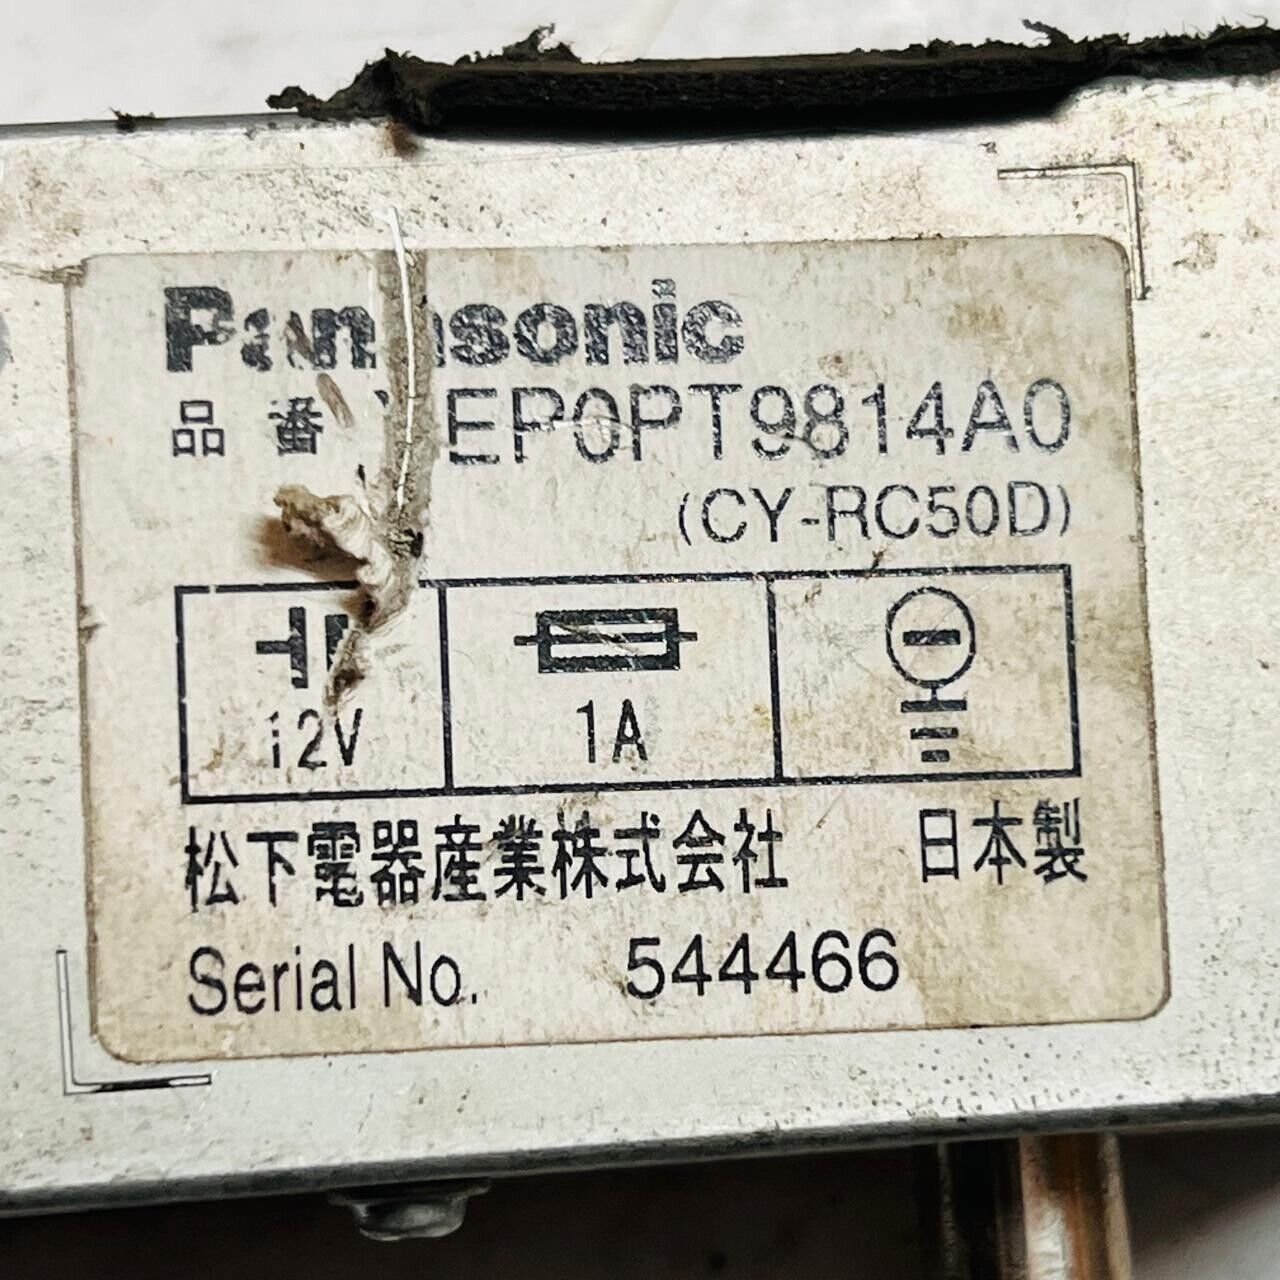 Panasonic
品番 YEP0PT9814A0
(CY-RC50D)
12V 1A
松下電器産業株式会社 日本製
Serial No. 544466